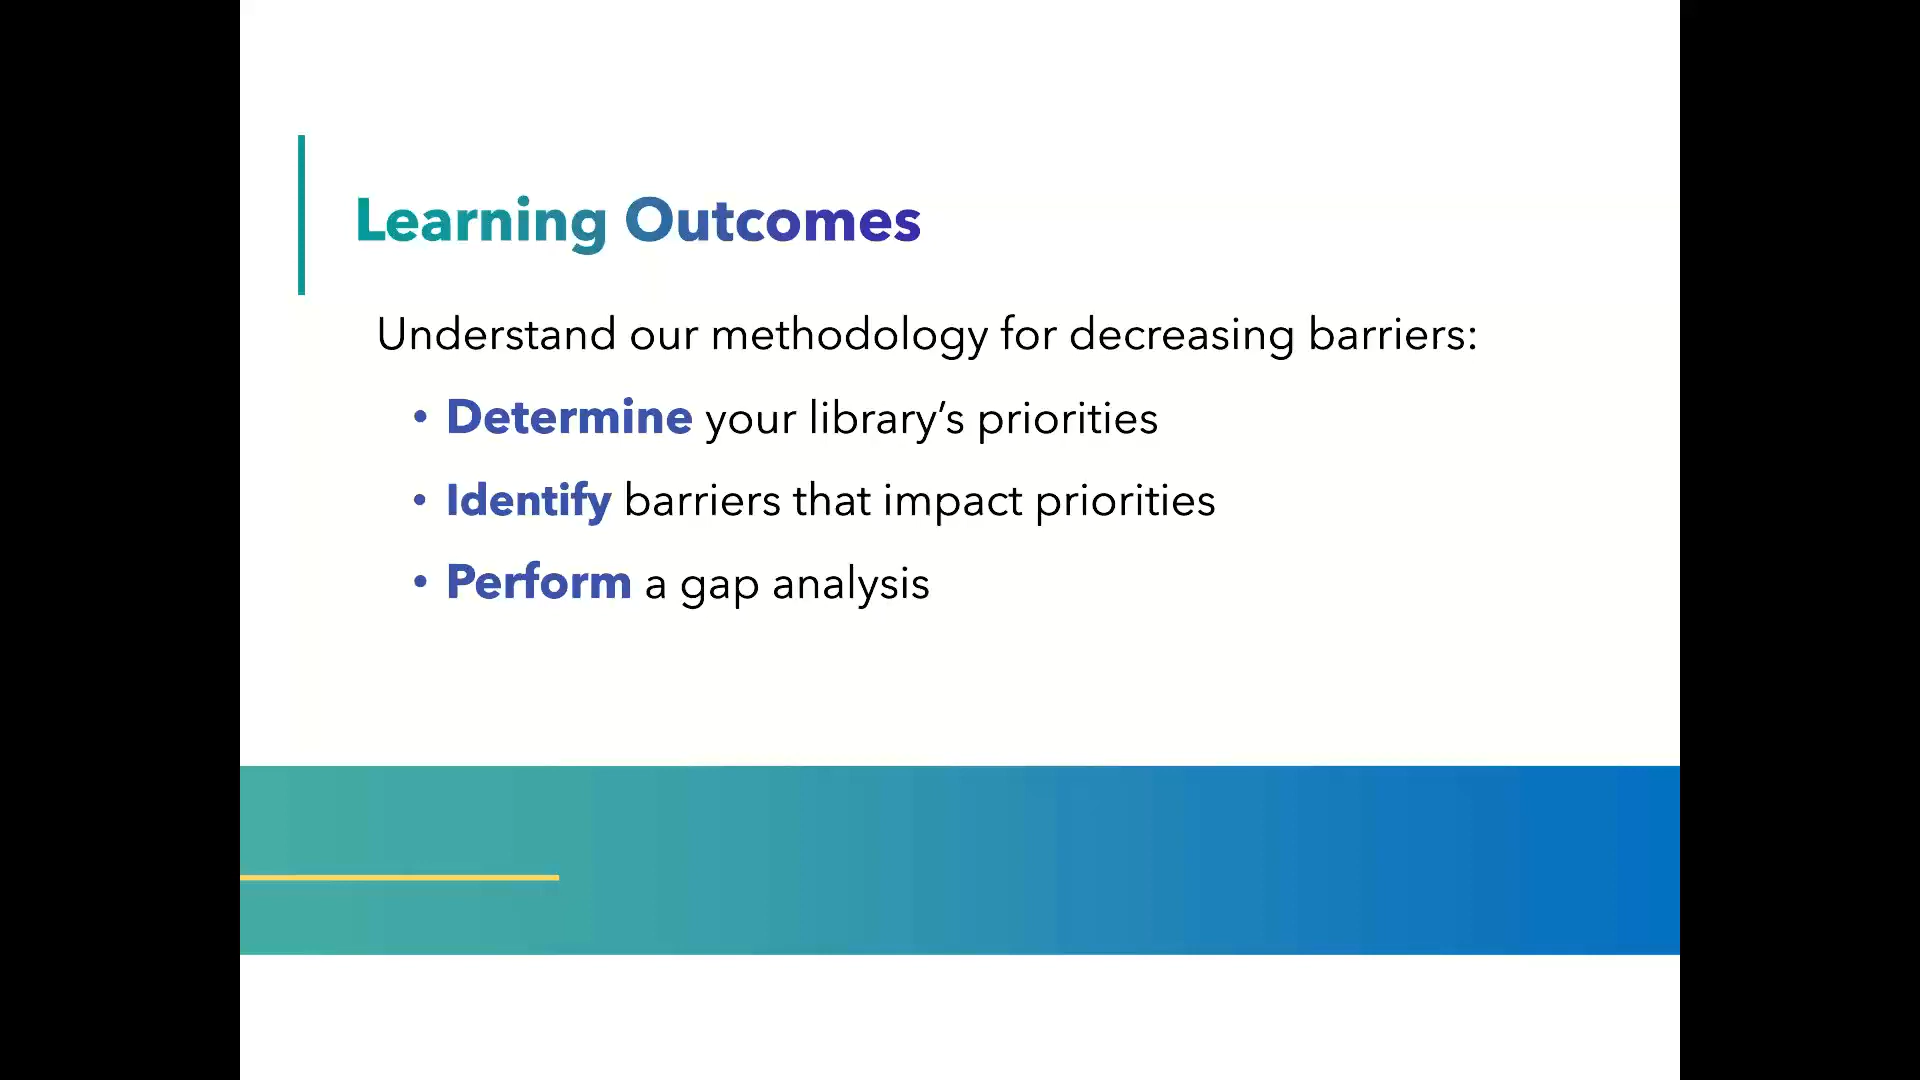 Learning Outcomes
Understand our methodology for decreasing barriers:
• Determine your library’s priorities
• Identify barriers that impact priorities
• Perform a gap analysis